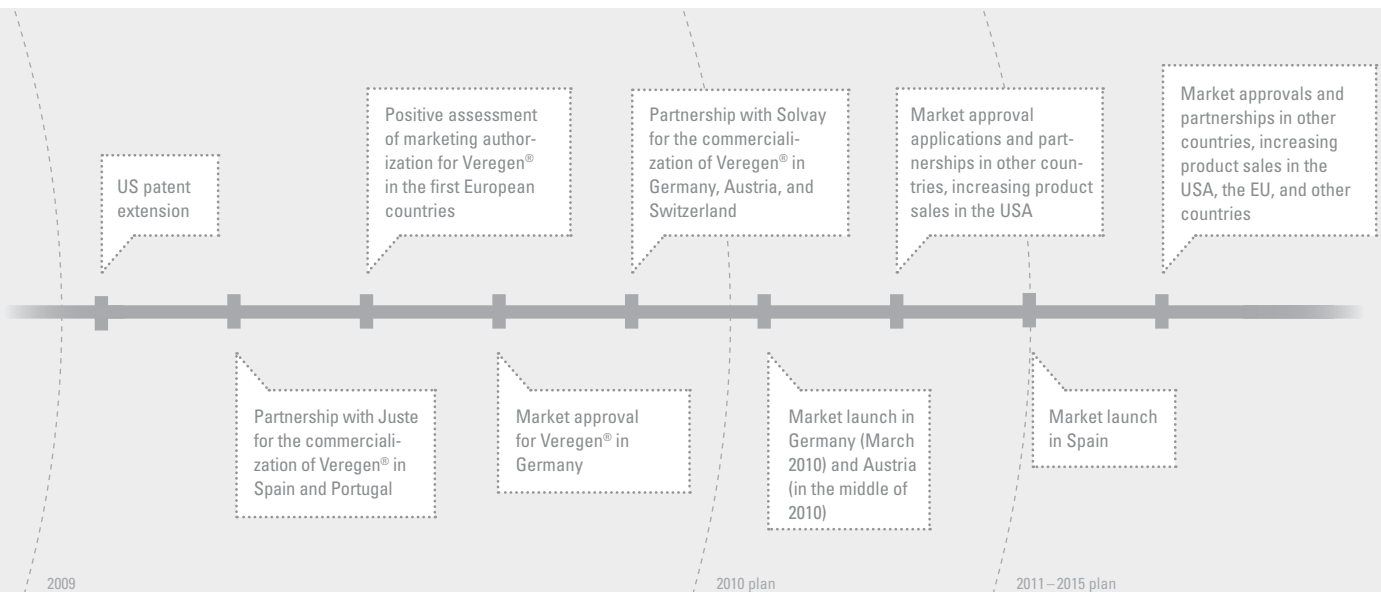 US patent
extension
Partnership with Juste
for the commerciali-
zation of Veregen® in
Spain and Portugal
Positive assessment
of marketing author-
ization for Veregen®
in the first European
countries
Market approval
for Veregen® in
Germany
Partnership with Solvay
for the commerciali-
zation of Veregen® in
Germany, Austria, and
Switzerland
Market launch in
Germany (March
2010) and Austria
(in the middle of
2010)
Market approval
applications and part-
nerships in other coun-
tries, increasing product
sales in the USA
Market launch
in Spain
Market approvals and
partnerships in other
countries, increasing
product sales in the
USA, the EU, and other
countries
2009
2010 plan
2011–2015 plan